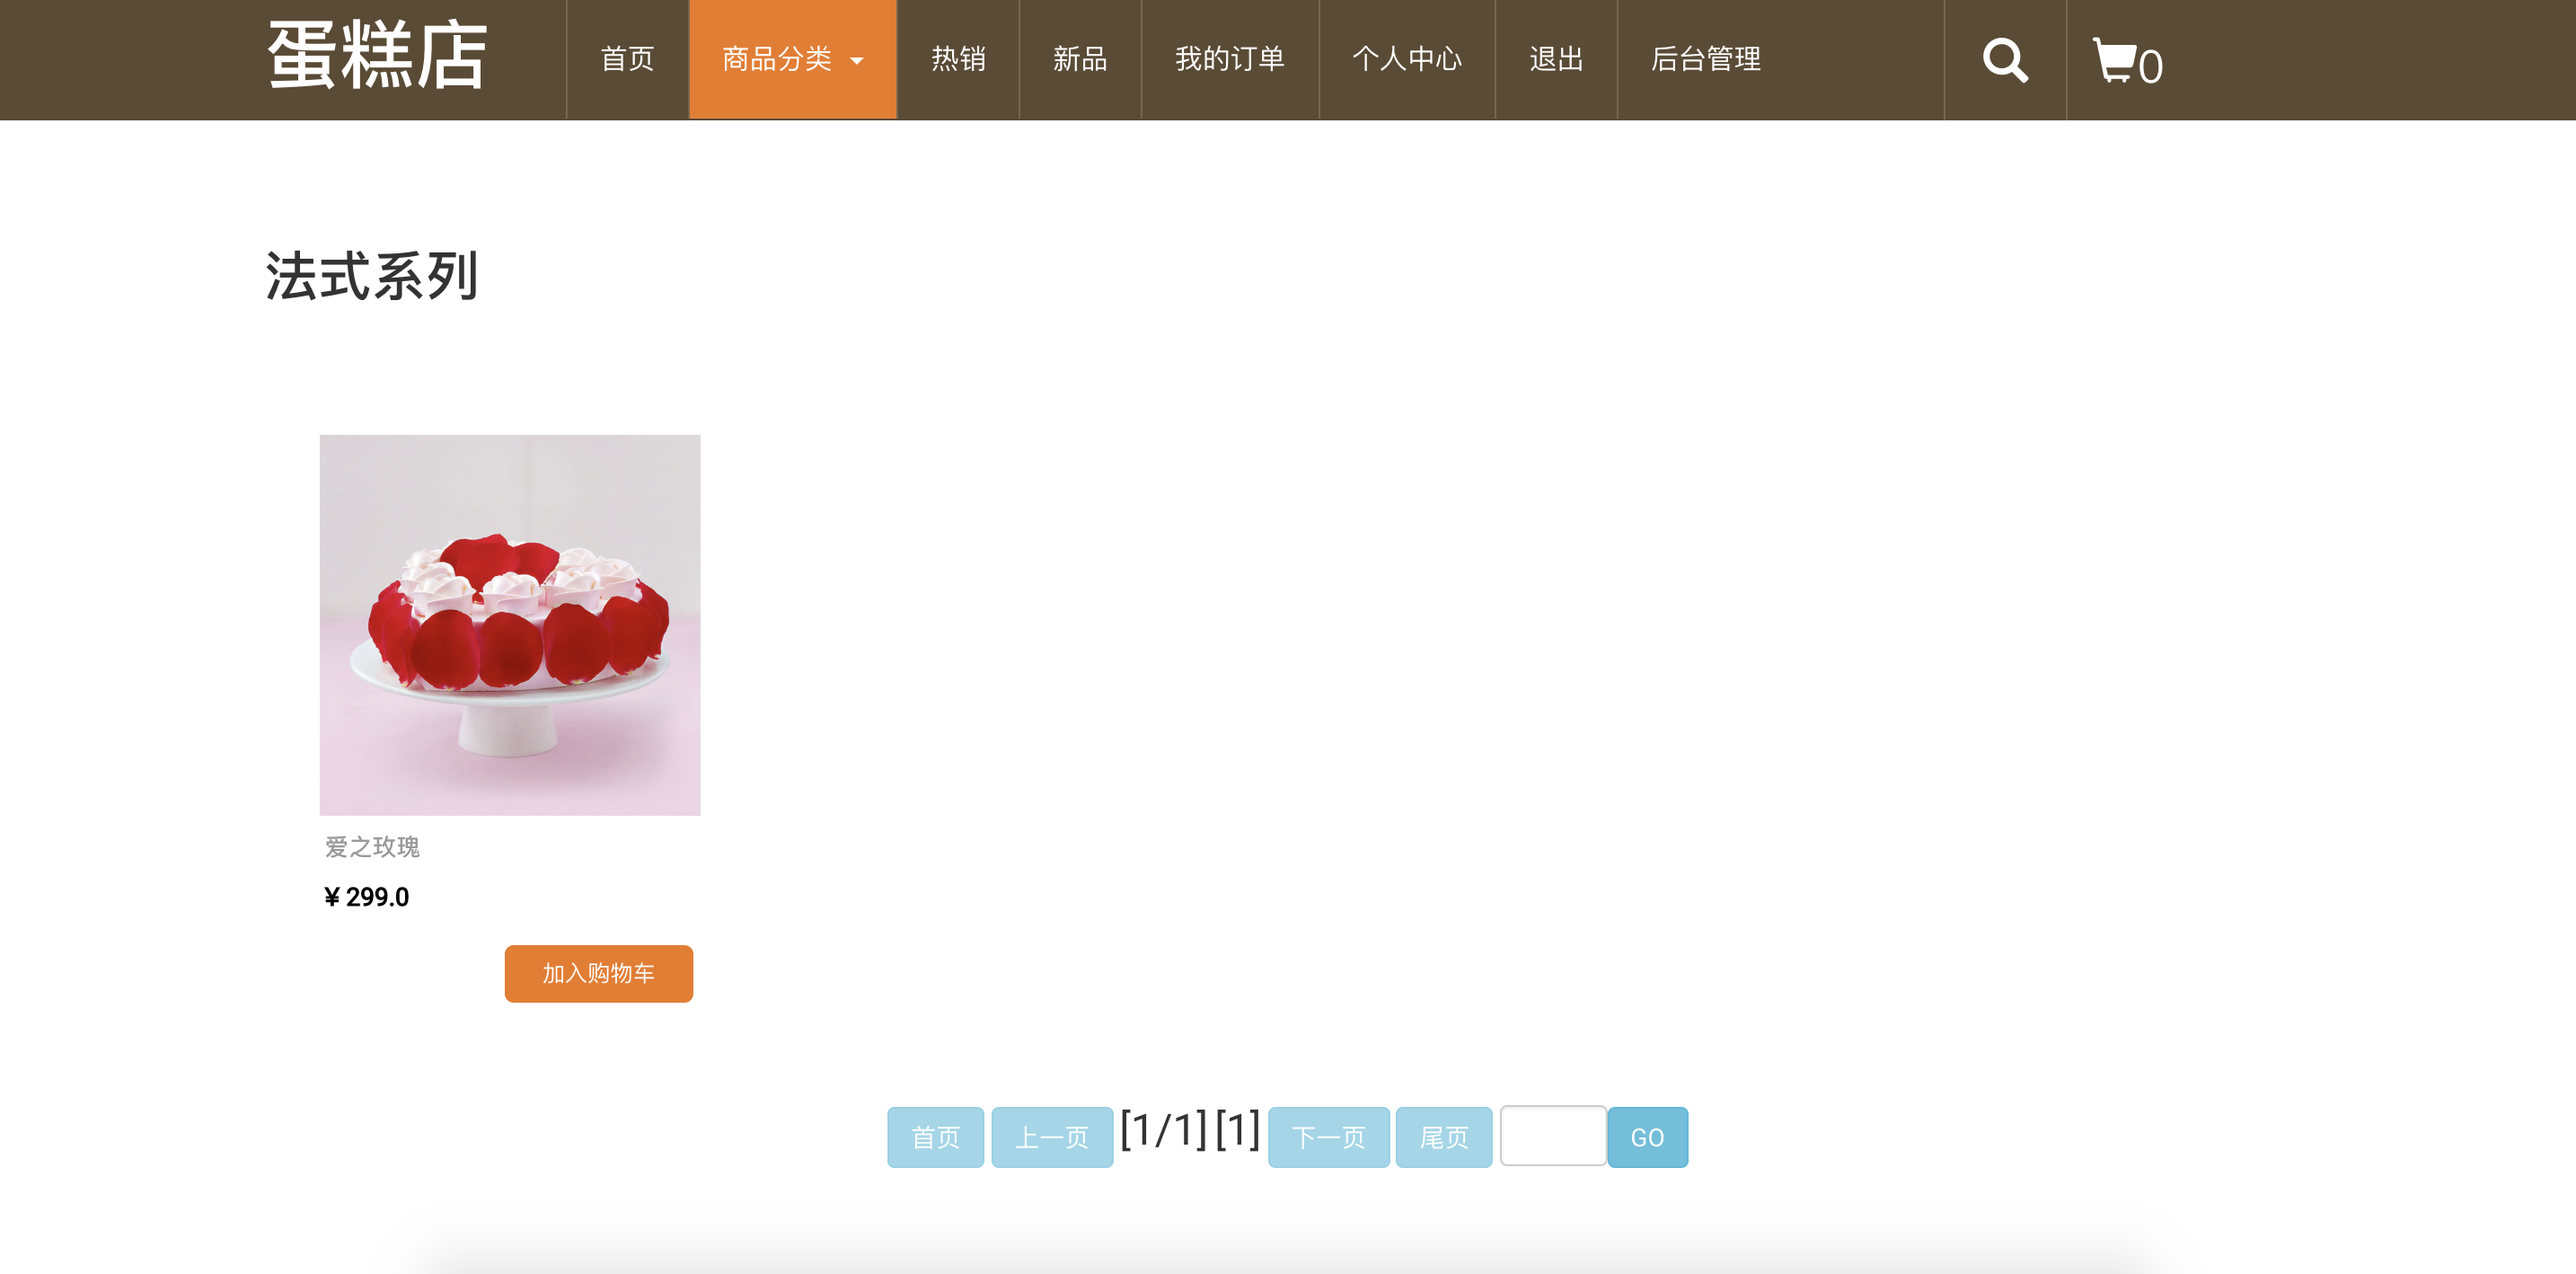 蛋糕店 首页 商品分类 热销 新品 我的订单 个人中心 退出 后台管理 0
法式系列
爱之玫瑰
¥ 299.0
加入购物车
首页 上一页 [1/1] [1] 下一页 尾页 GO